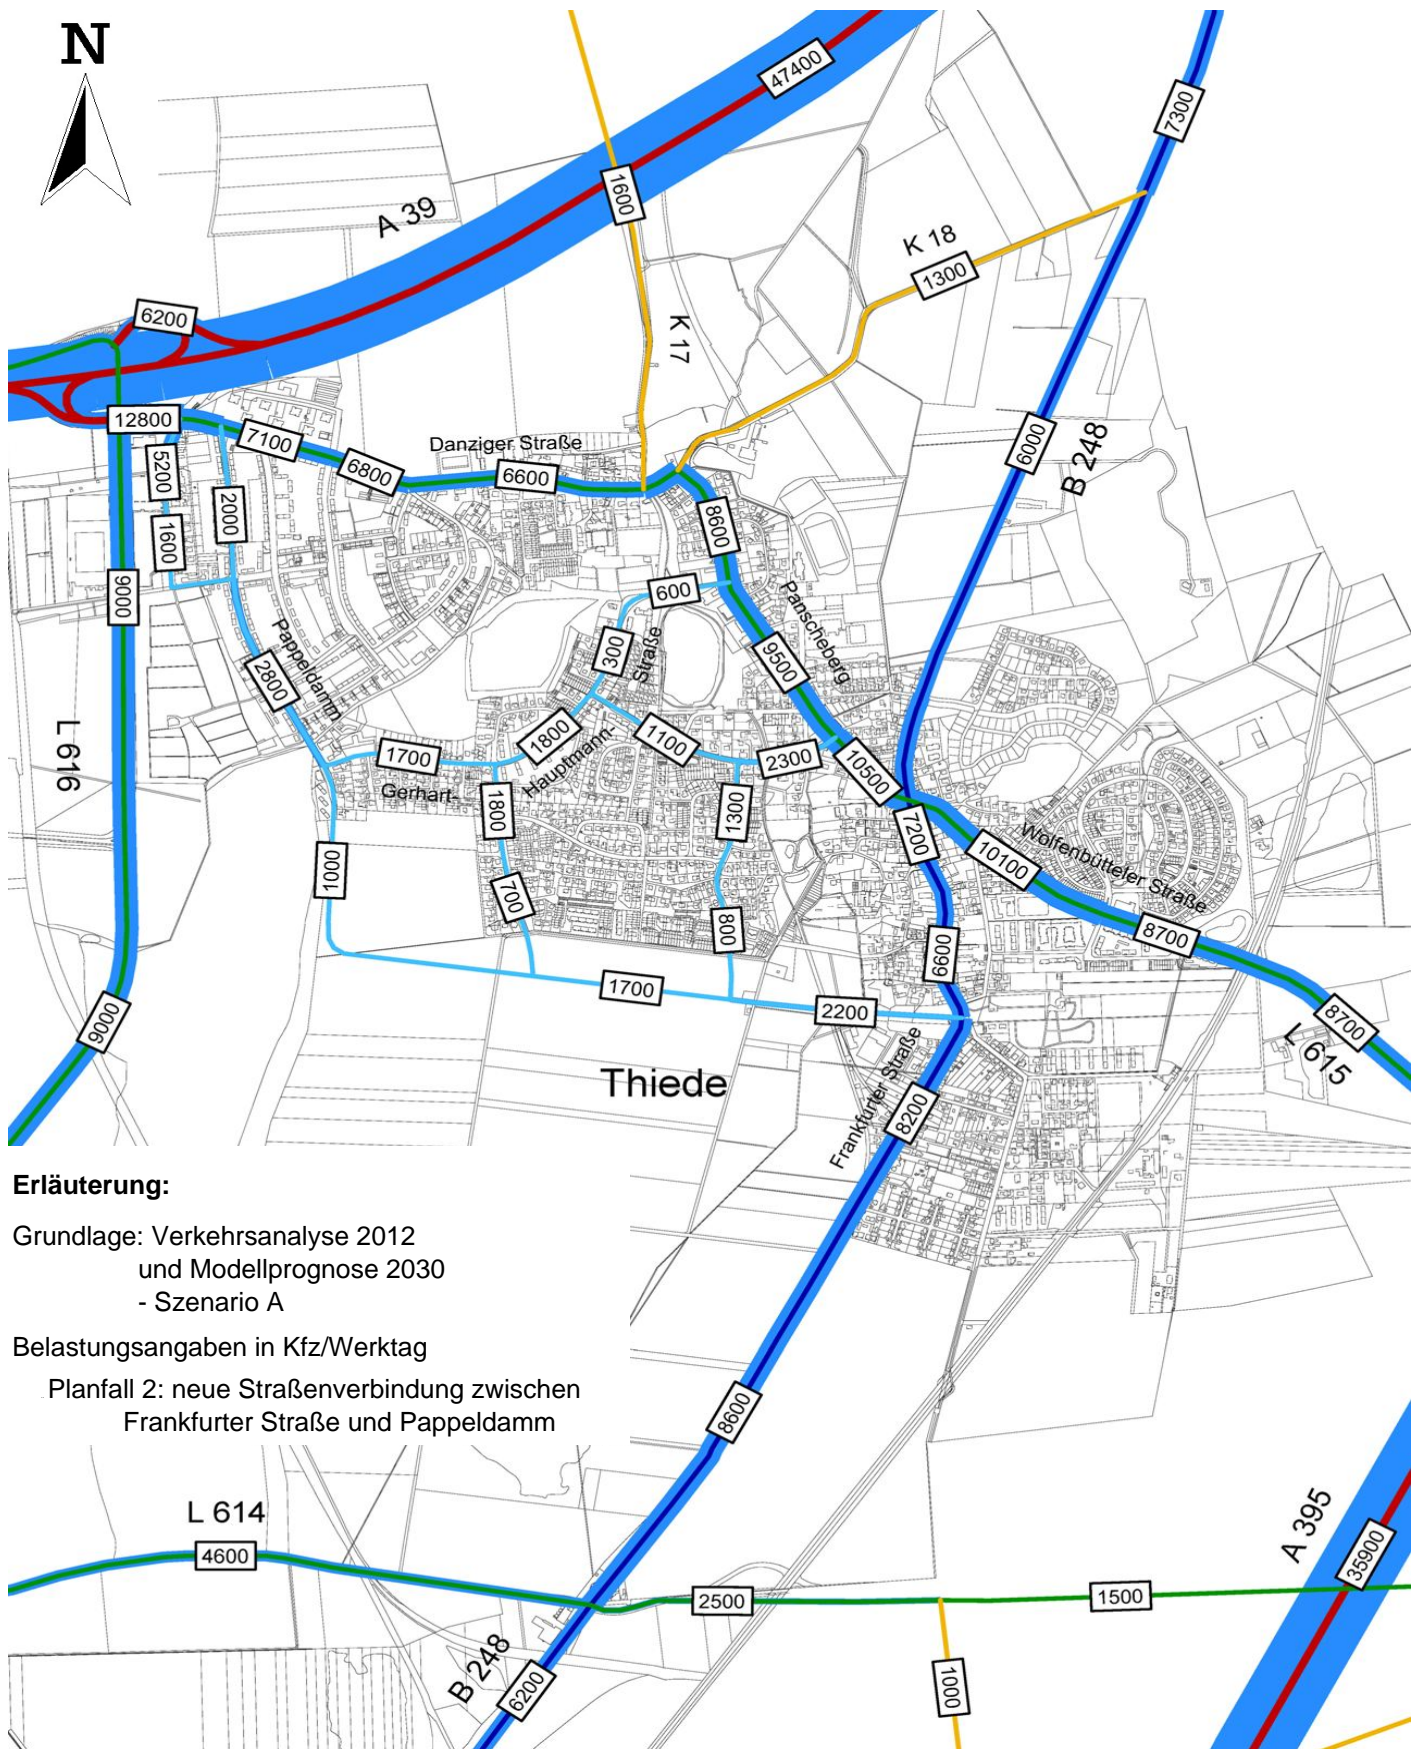 N
47400
7300
1600
A 39
K 18
1300
6200
K 17
12800
7100
Danziger Straße
6800
6600
6000
B 248
5200
2000
8600
1600
9000
600
Panscheberg
Pappeldamm
300
Straße
9500
2800
L 616
1800
1100
1700
2300
10500
Hauptmann-
Gerhart-
1800
1300
7200
Wolfenbütteler Straße
10100
1000
700
800
8700
6600
1700
2200
9000
8700
L 615
Thiede
Frankfurter Straße
8200
Erläuterung:
Grundlage: Verkehrsanalyse 2012
und Modellprognose 2030
- Szenario A
Belastungsangaben in Kfz/Werktag
Planfall 2: neue Straßenverbindung zwischen
Frankfurter Straße und Pappeldamm
8600
L 614
4600
A 395
35900
2500
1500
B 248
6200
1000